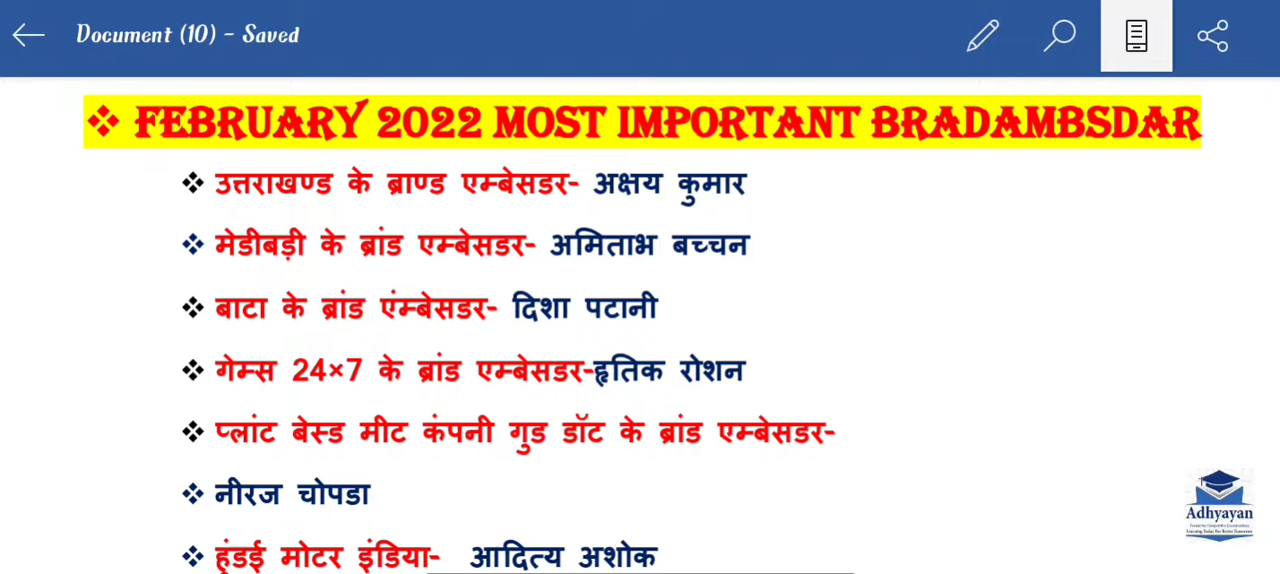 Document (10) - Saved
❖ FEBRUARY 2022 MOST IMPORTANT BRADAMBSDAR
❖ उत्तराखण्ड के ब्राण्ड एम्बेसडर- अक्षय कुमार
❖ मेडीबड़ी के ब्रांड एम्बेसडर- अमिताभ बच्चन
❖ बाटा के ब्रांड एंम्बेसडर- दिशा पटानी
❖ गेम्स 24×7 के ब्रांड एम्बेसडर-हृतिक रोशन
❖ प्लांट बेस्ड मीट कंपनी गुड डॉट के ब्रांड एम्बेसडर-
❖ नीरज चोपडा
❖ हुंडई मोटर इंडिया- आदित्य अशोक
Adhyayan